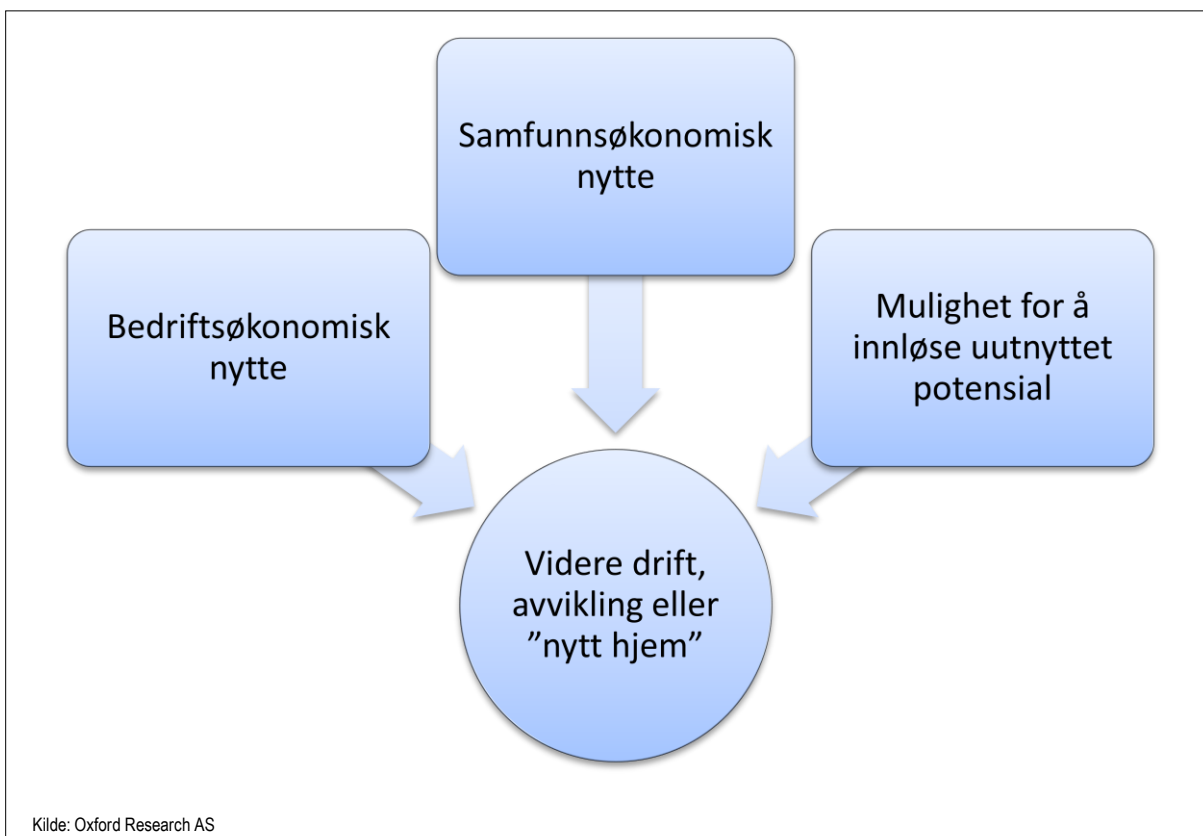 Samfunnsøkonomisk
nytte
Bedriftsøkonomisk
nytte
Mulighet for å
innløse uutnyttet
potensial
Videre drift,
avvikling eller
”nytt hjem”
Kilde: Oxford Research AS